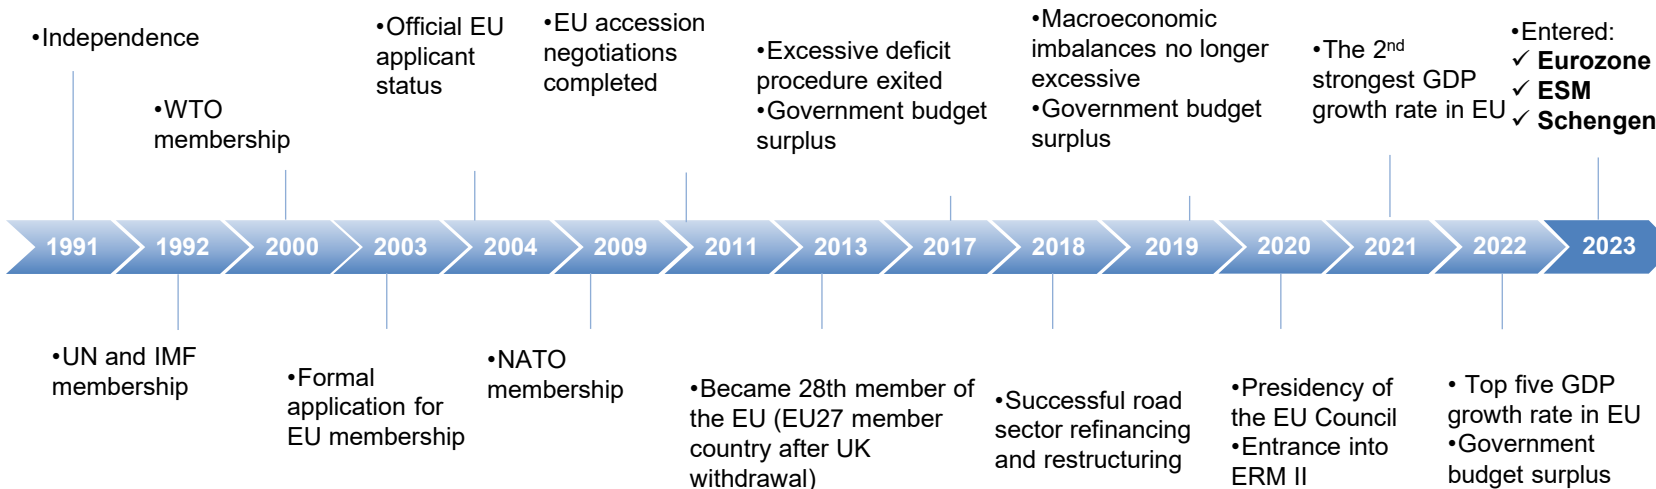 •Independence
•WTO
membership
•Official EU
applicant
status
•EU accession
negotiations
completed
•Excessive deficit
procedure exited
•Government budget
surplus
•Macroeconomic
imbalances no longer
excessive
•Government budget
surplus
•The 2nd
strongest GDP
growth rate in EU
•Entered:
✓ Eurozone
✓ ESM
✓ Schengen
1991 1992 2000 2003 2004 2009 2011 2013 2017 2018 2019 2020 2021 2022 2023
•UN and IMF
membership
•Formal
application for
EU membership
•NATO
membership
•Became 28th member of
the EU (EU27 member
country after UK
withdrawal)
•Successful road
sector refinancing
and restructuring
•Presidency of
the EU Council
•Entrance into
ERM II
• Top five GDP
growth rate in EU
•Government
budget surplus